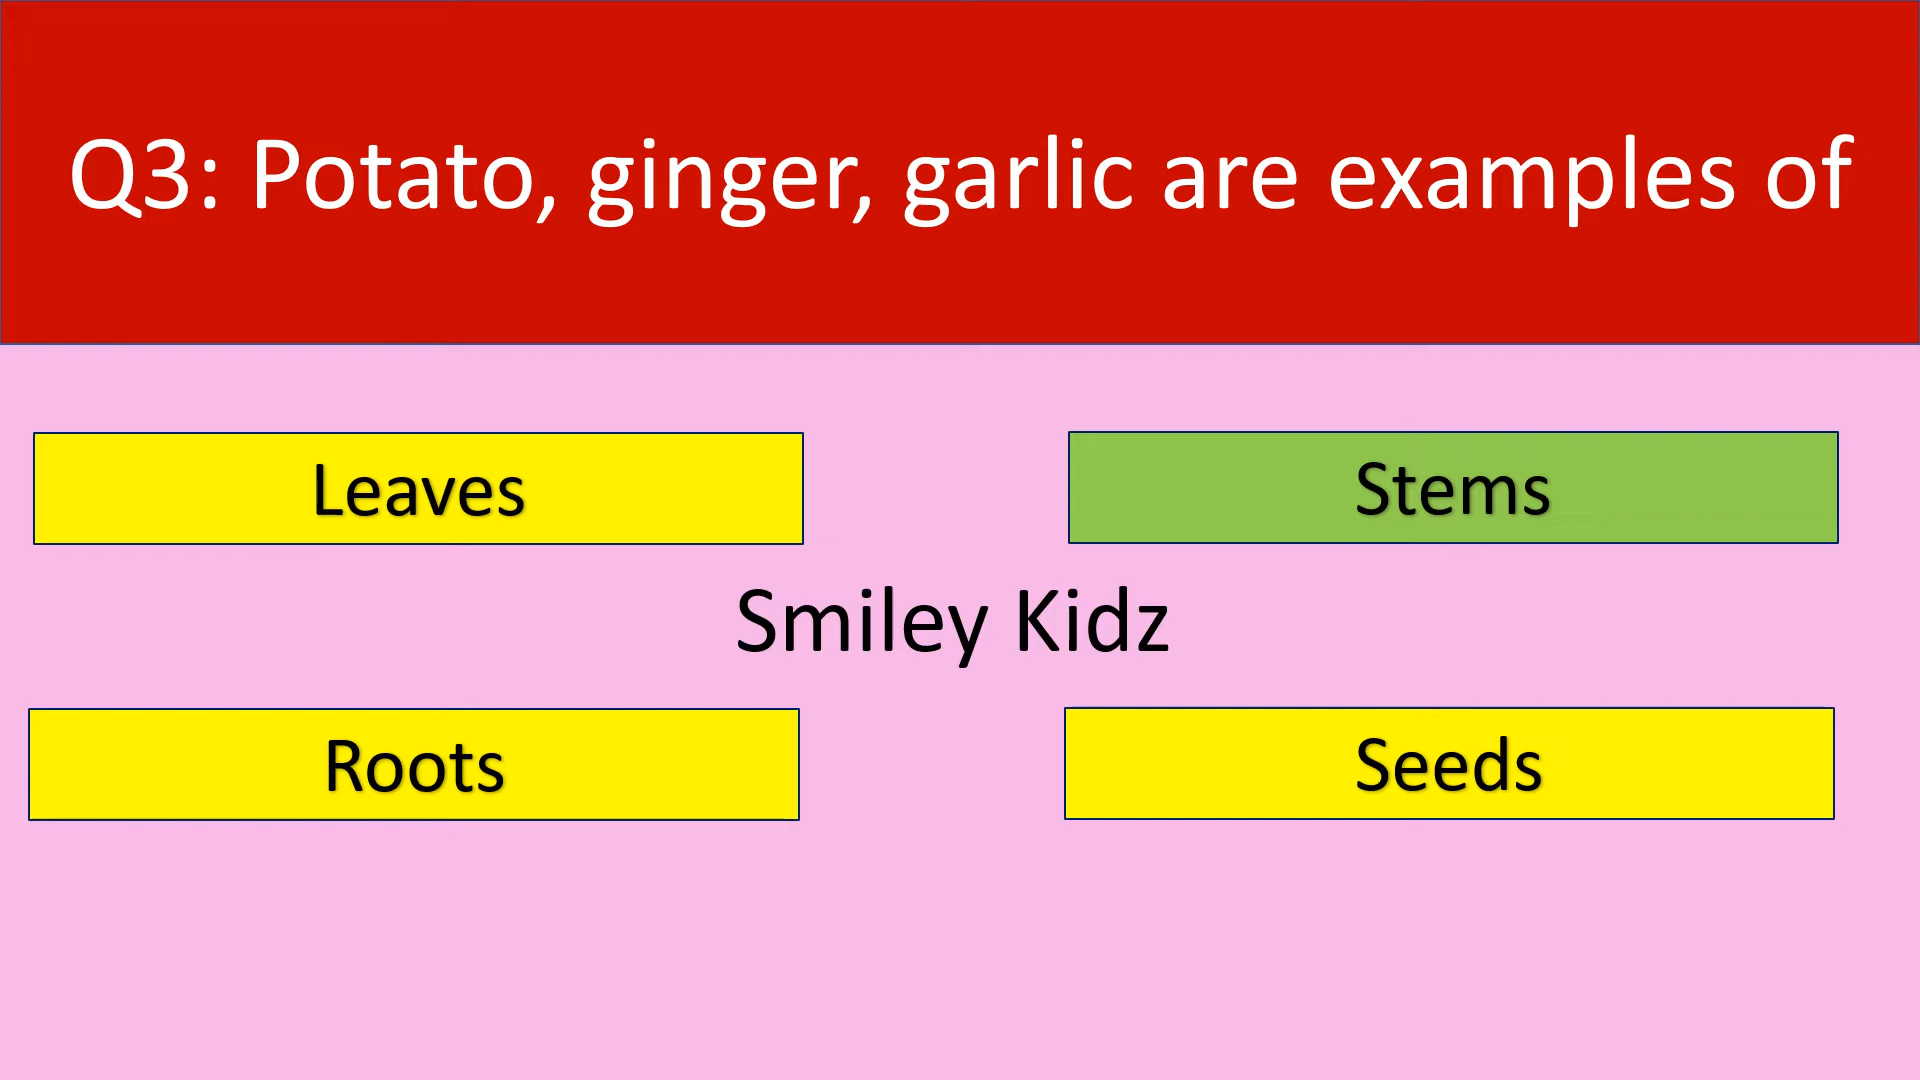 Q3: Potato, ginger, garlic are examples of
Leaves
Stems
Smiley Kidz
Roots
Seeds